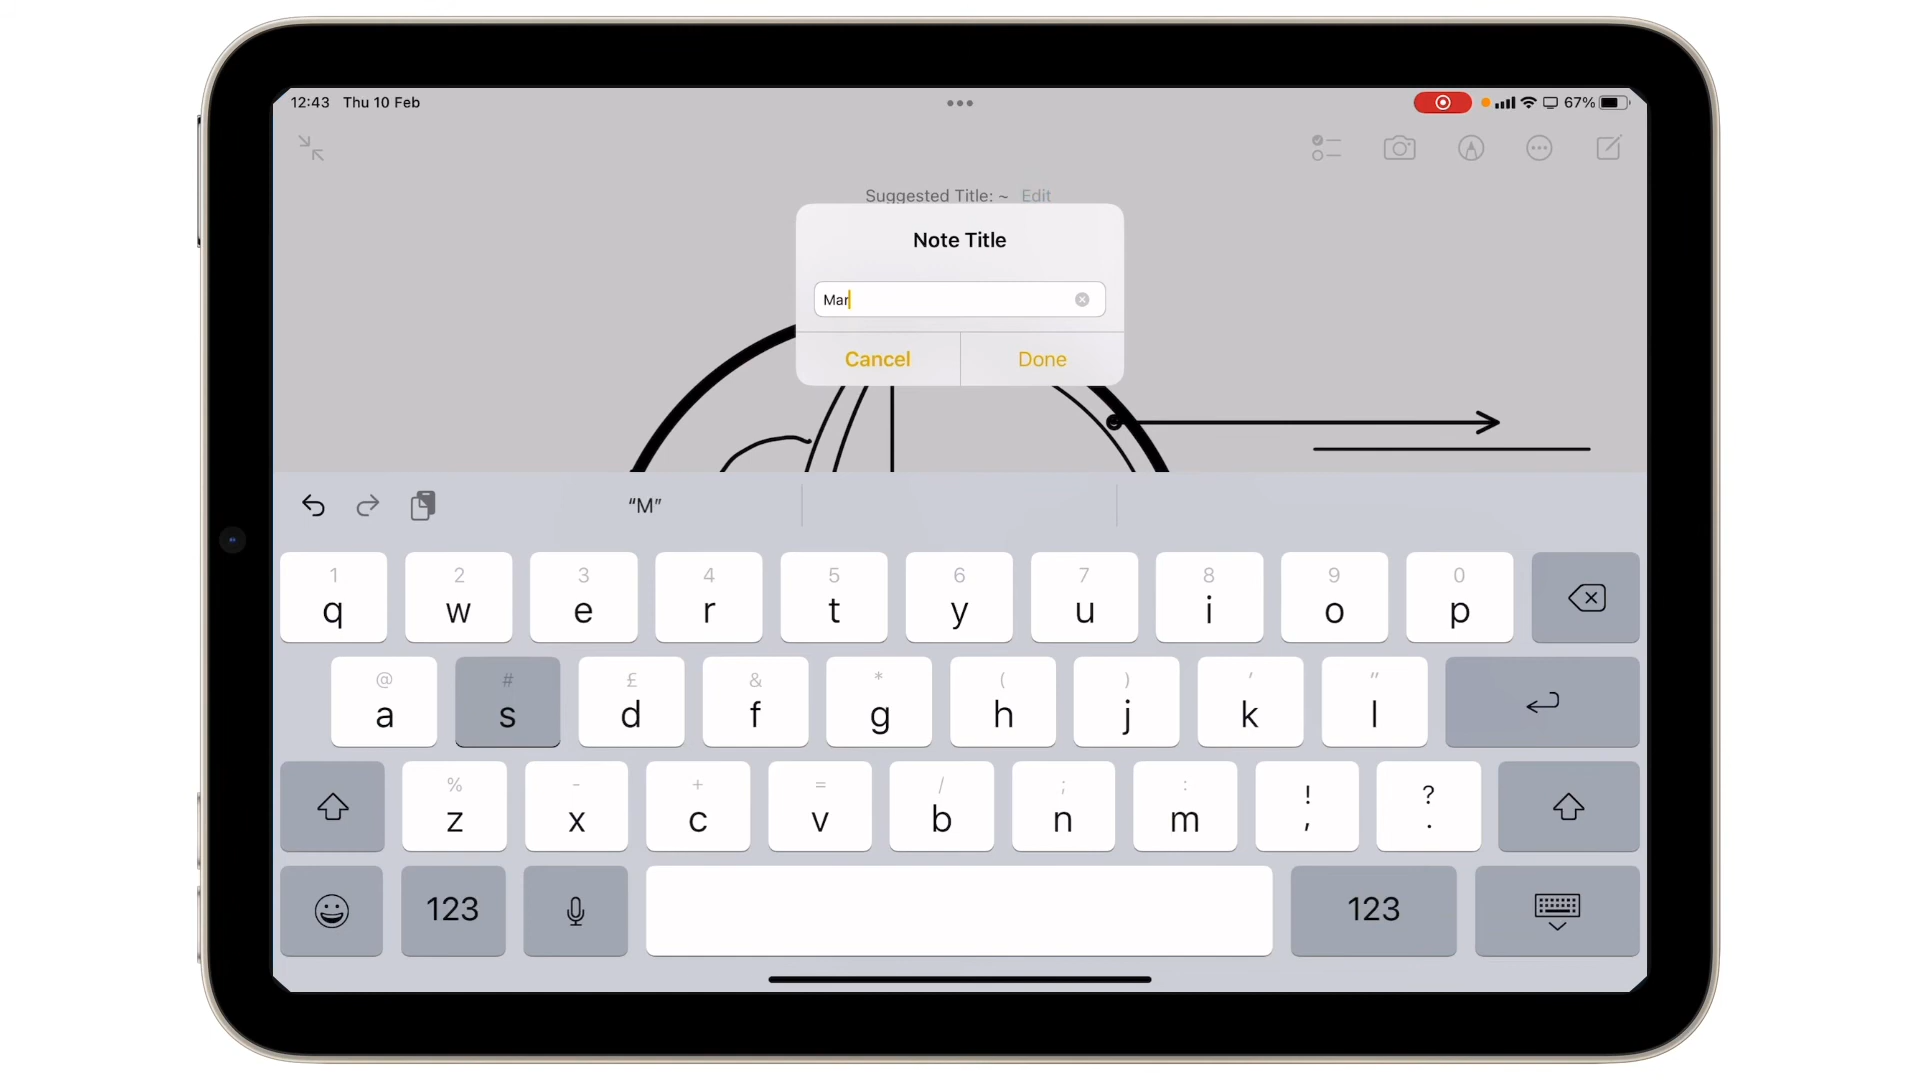 12:43 Thu 10 Feb
67%
Suggested Title: ~ Edit
Note Title
Mar
Cancel Done
“M”
1 2 3 4 5 6 7 8 9 0
q w e r t y u i o p
@ # £ & * ( ) ' "
a s d f g h j k l
% - + = / ; : ! ?
z x c v b n m , .
123 123